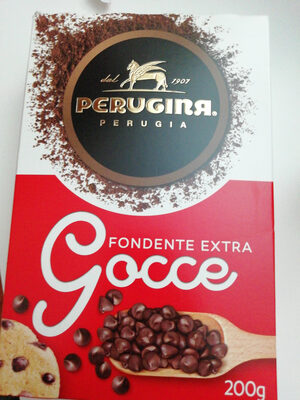 dal 1907
PERUGINA®
PERUGIA
FONDENTE EXTRA
Gocce
200g